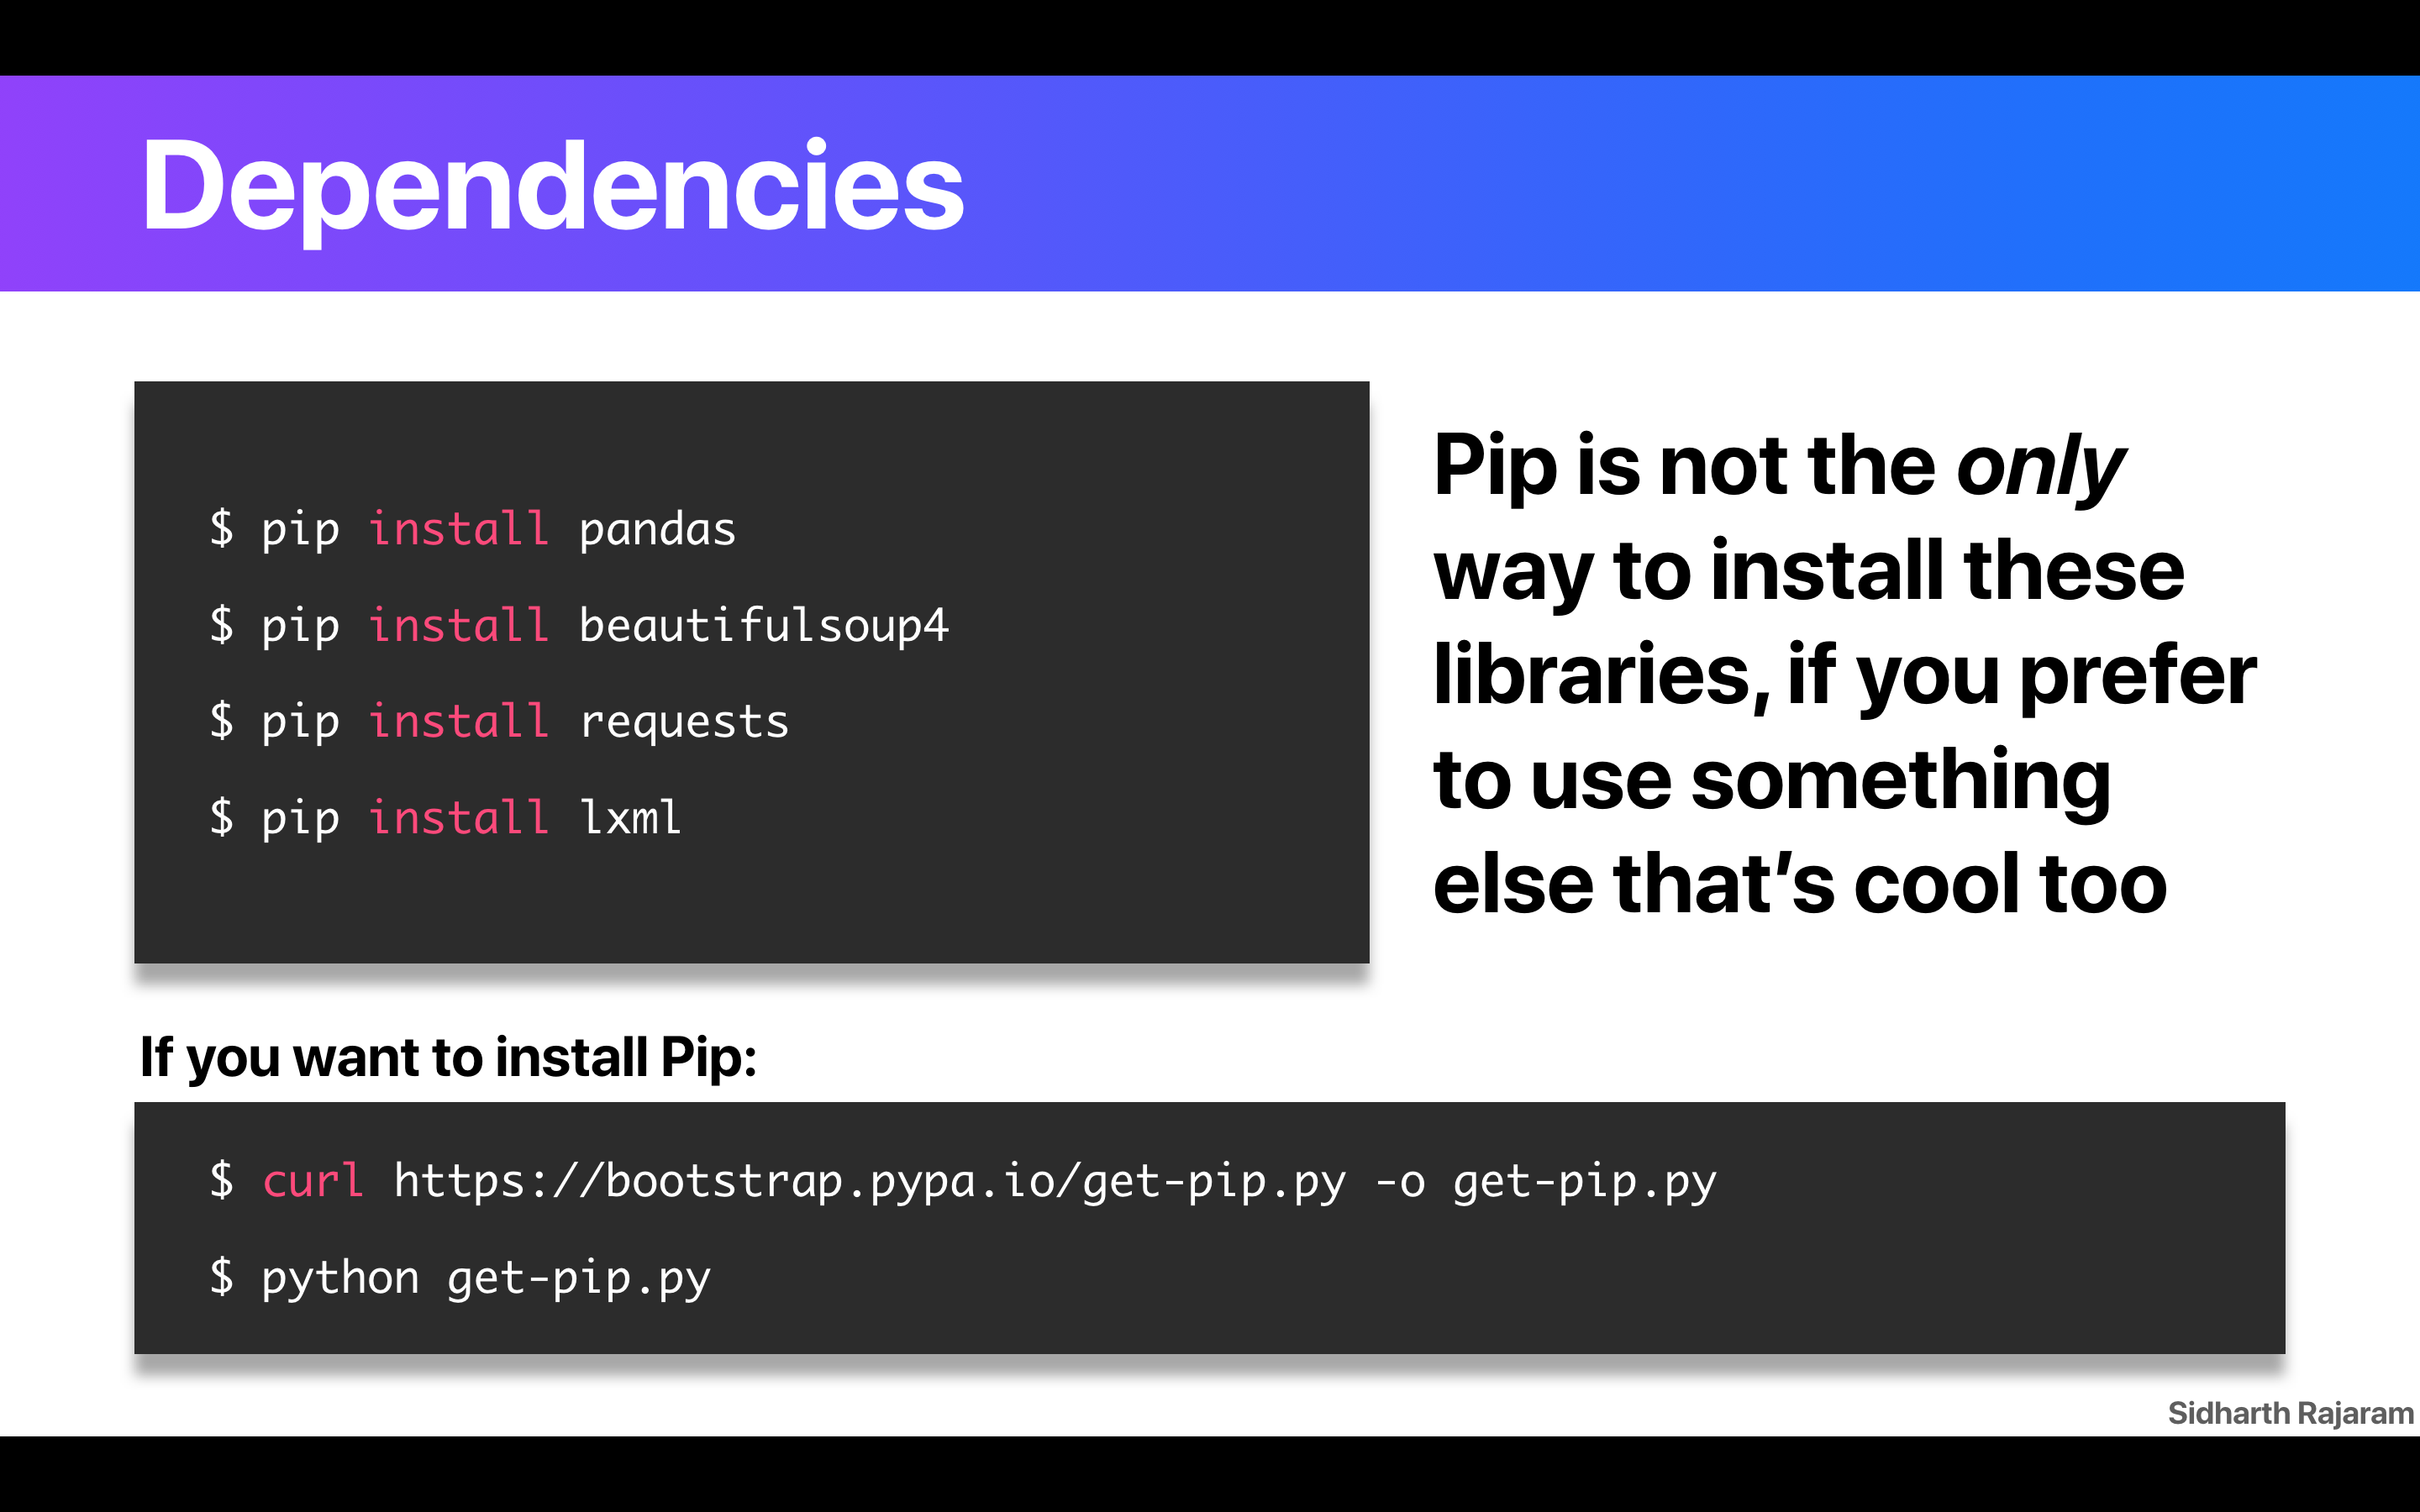 Dependencies
$ pip install pandas
$ pip install beautifulsoup4
$ pip install requests
$ pip install lxml
Pip is not the only
way to install these
libraries, if you prefer
to use something
else that’s cool too
If you want to install Pip:
$ curl https://bootstrap.pypa.io/get-pip.py -o get-pip.py
$ python get-pip.py
Sidharth Rajaram